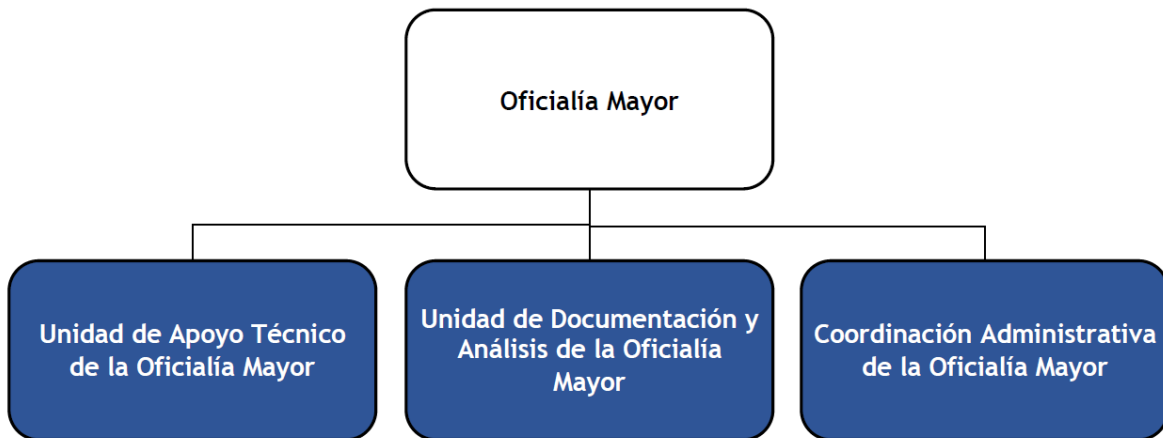 Oficialía Mayor
Unidad de Apoyo Técnico
de la Oficialía Mayor
Unidad de Documentación y
Análisis de la Oficialía
Mayor
Coordinación Administrativa
de la Oficialía Mayor